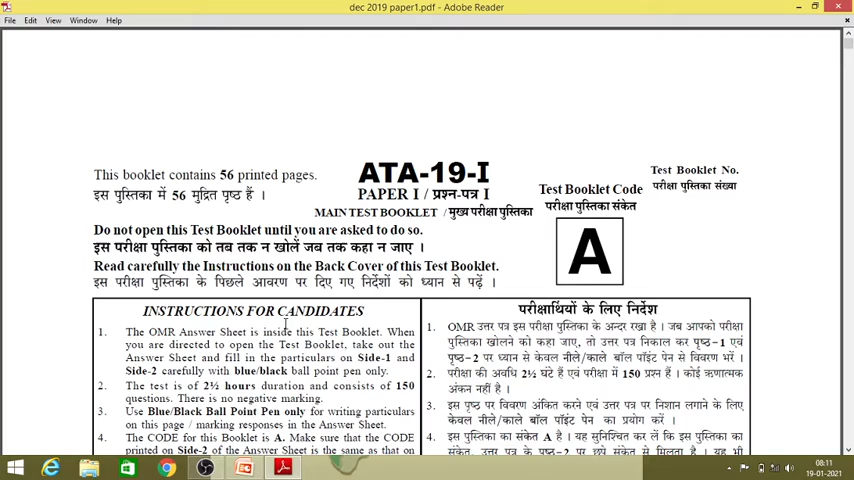 dec 2019 paper1.pdf - Adobe Reader
File Edit View Window Help
This booklet contains 56 printed pages.
इस पुस्तिका में 56 मुद्रित पृष्ठ हैं ।
ATA-19-I
PAPER I / प्रश्न-पत्र I
MAIN TEST BOOKLET / मुख्य परीक्षा पुस्तिका
Test Booklet No.
परीक्षा पुस्तिका संख्या
Test Booklet Code
परीक्षा पुस्तिका संकेत
A
Do not open this Test Booklet until you are asked to do so.
इस परीक्षा पुस्तिका को तब तक न खोलें जब तक कहा न जाए ।
Read carefully the Instructions on the Back Cover of this Test Booklet.
इस परीक्षा पुस्तिका के पिछले आवरण पर दिए गए निर्देशों को ध्यान से पढ़ें ।
INSTRUCTIONS FOR CANDIDATES
1. The OMR Answer Sheet is inside this Test Booklet. When
you are directed to open the Test Booklet, take out the
Answer Sheet and fill in the particulars on Side-1 and
Side-2 carefully with blue/black ball point pen only.
2. The test is of 2½ hours duration and consists of 150
questions. There is no negative marking.
3. Use Blue/Black Ball Point Pen only for writing particulars
on this page / marking responses in the Answer Sheet.
4. The CODE for this Booklet is A. Make sure that the CODE
printed on Side-2 of the Answer Sheet is the same as that on
परीक्षार्थियों के लिए निर्देश
1. OMR उत्तर पत्र इस परीक्षा पुस्तिका के अन्दर रखा है । जब आपको परीक्षा
पुस्तिका खोलने को कहा जाए, तो उत्तर पत्र निकाल कर पृष्ठ-1 एवं
पृष्ठ-2 पर ध्यान से केवल नीले/काले बॉल पॉइंट पेन से विवरण भरें ।
2. परीक्षा की अवधि 2½ घंटे है एवं परीक्षा में 150 प्रश्न हैं । कोई ऋणात्मक
अंकन नहीं है ।
3. इस पृष्ठ पर विवरण अंकित करने एवं उत्तर पत्र पर निशान लगाने के लिए
केवल नीले/काले बॉल पॉइंट पेन का प्रयोग करें ।
4. इस पुस्तिका का संकेत A है । यह सुनिश्चित कर लें कि इस पुस्तिका का
संकेत, उत्तर पत्र के पृष्ठ-2 पर छपे संकेत से मिलता है । यह भी
08:11
19-01-2021